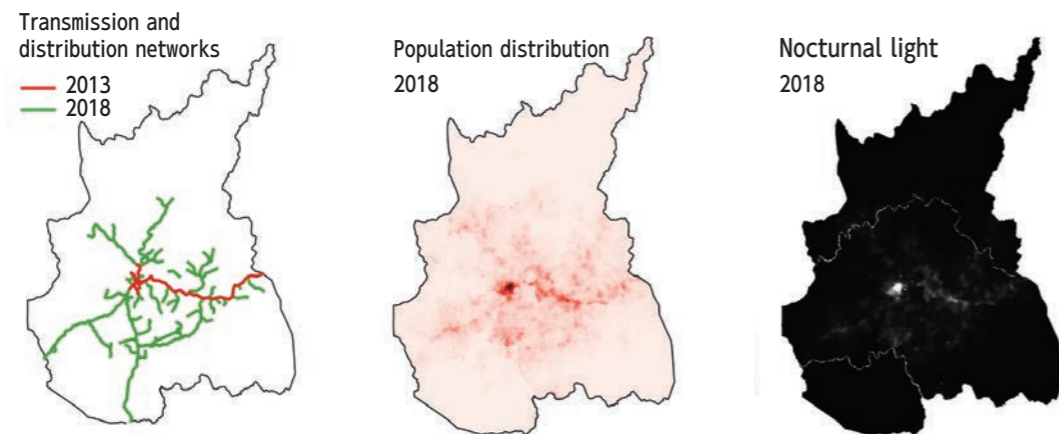 Transmission and
distribution networks
2013
2018
Population distribution
2018
Nocturnal light
2018